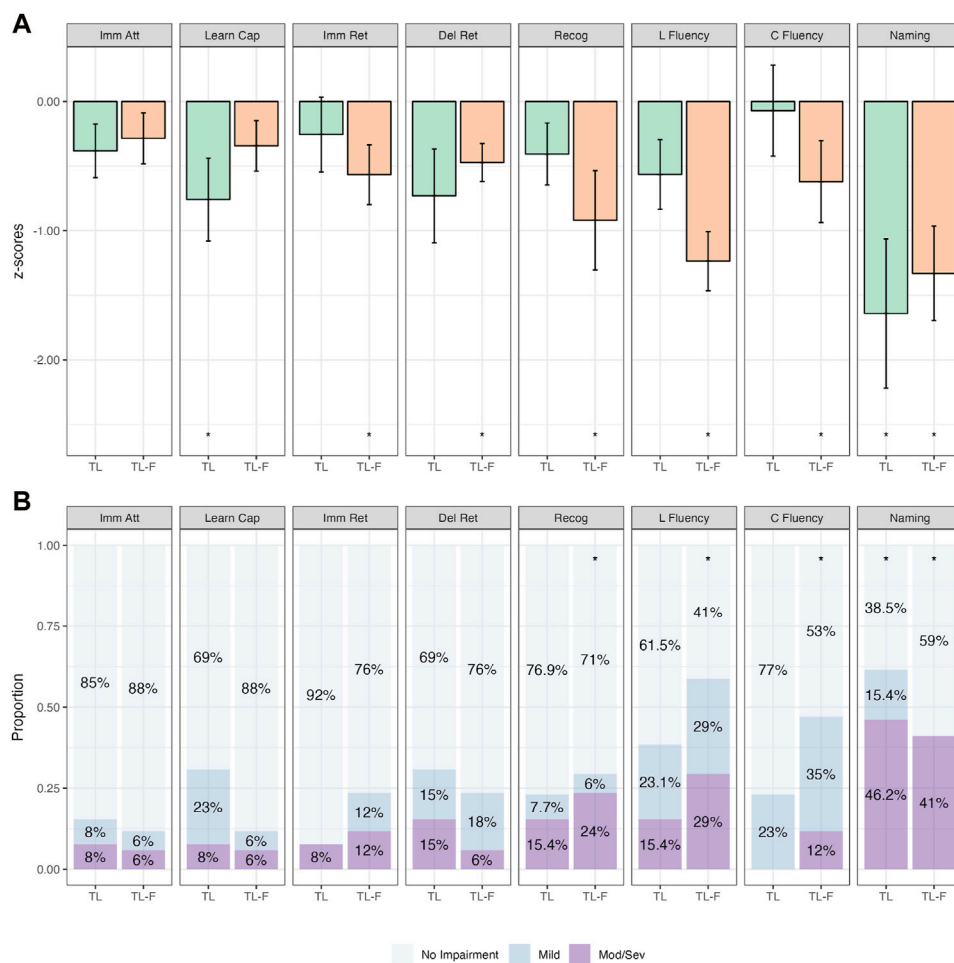 A
Imm Att Learn Cap Imm Ret Del Ret Recog L Fluency C Fluency Naming
0.00
-1.00
-2.00
z-scores
* * * * * * * *
TL TL-F TL TL-F TL TL-F TL TL-F TL TL-F TL TL-F TL TL-F TL TL-F
B
Imm Att Learn Cap Imm Ret Del Ret Recog L Fluency C Fluency Naming
1.00
* * * * *
38.5%
41%
53%
0.75
59%
69% 69% 76.9% 71% 61.5%
76% 76% 77%
85% 88% 88% 92%
Proportion
0.50
29%
15.4%
35%
0.25
23% 15% 18% 12% 7.7% 6% 23.1%
46.2% 41%
29%
24%
23%
8% 6% 6% 15% 15.4% 15.4%
8% 6% 8% 6% 8% 12% 6% 12%
0.00
TL TL-F TL TL-F TL TL-F TL TL-F TL TL-F TL TL-F TL TL-F TL TL-F
No Impairment Mild Mod/Sev